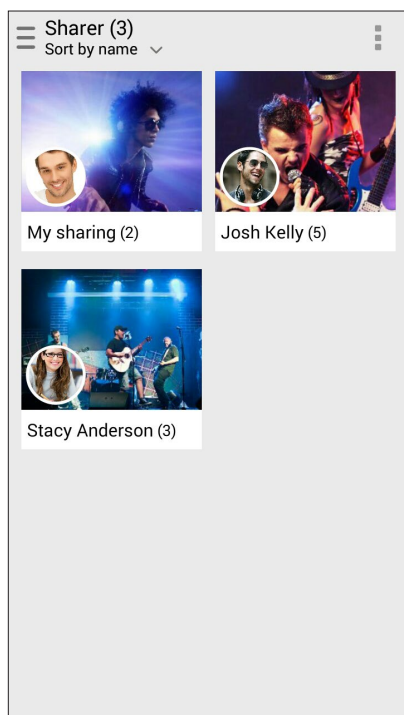 Sharer (3)
Sort by name
My sharing (2)
Josh Kelly (5)
Stacy Anderson (3)